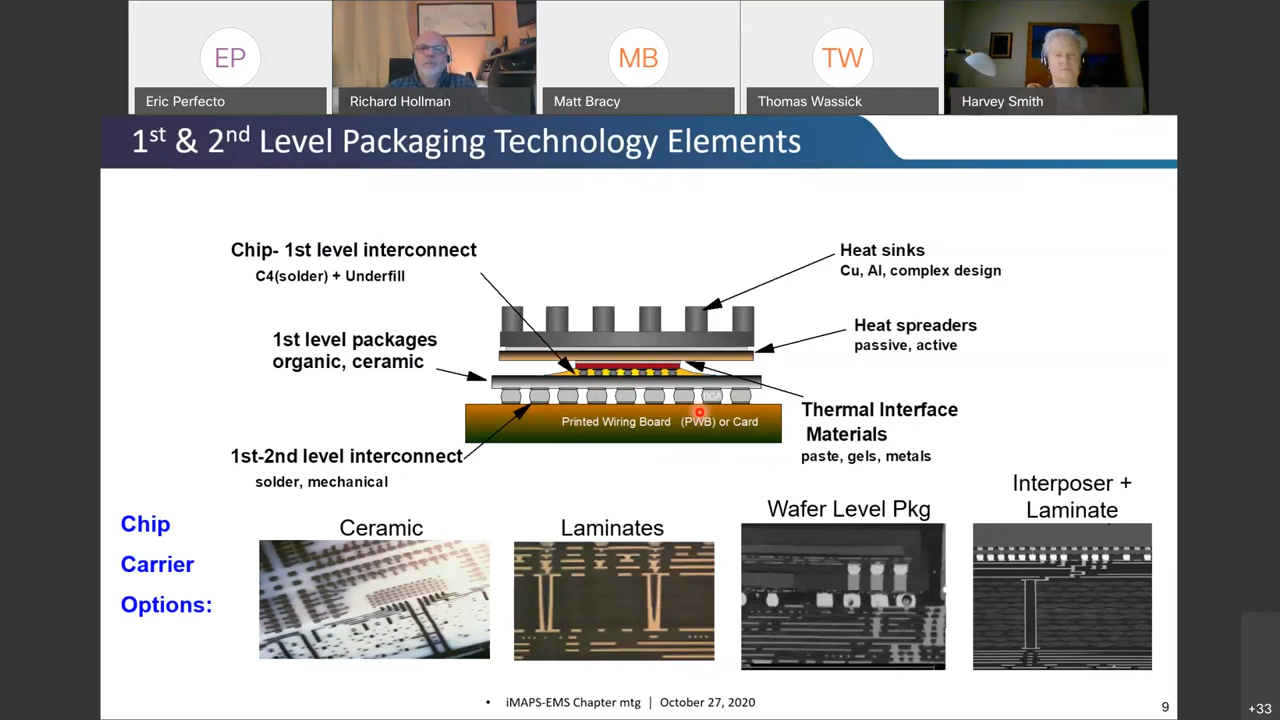 EP
MB
TW
Eric Perfecto
Richard Hollman
Matt Bracy
Thomas Wassick
Harvey Smith
1st & 2nd Level Packaging Technology Elements
Chip- 1st level interconnect
C4(solder) + Underfill
Heat sinks
Cu, Al, complex design
1st level packages
organic, ceramic
Heat spreaders
passive, active
BGA
Printed Wiring Board (PWB) or Card
Thermal Interface
Materials
paste, gels, metals
1st-2nd level interconnect
solder, mechanical
Chip
Carrier
Options:
Ceramic
Laminates
Wafer Level Pkg
Interposer +
Laminate
• iMAPS-EMS Chapter mtg | October 27, 2020
9
+33